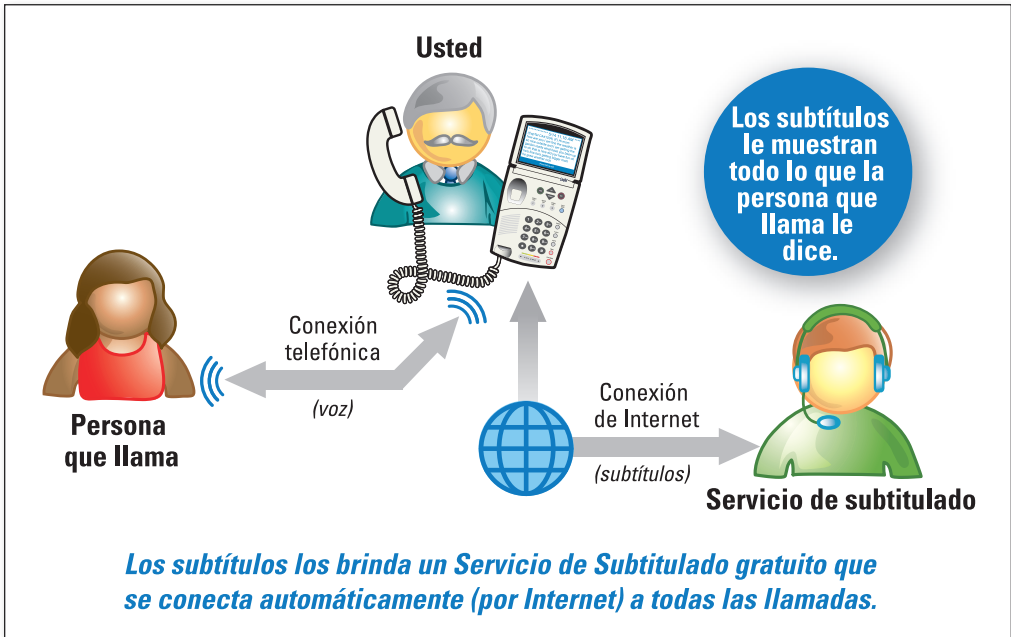 Usted
Los subtítulos
le muestran
todo lo que la
persona que
llama le
dice.
Conexión
telefónica
(voz)
Persona
que llama
Conexión
de Internet
(subtítulos)
Servicio de subtitulado
Los subtítulos los brinda un Servicio de Subtitulado gratuito que
se conecta automáticamente (por Internet) a todas las llamadas.